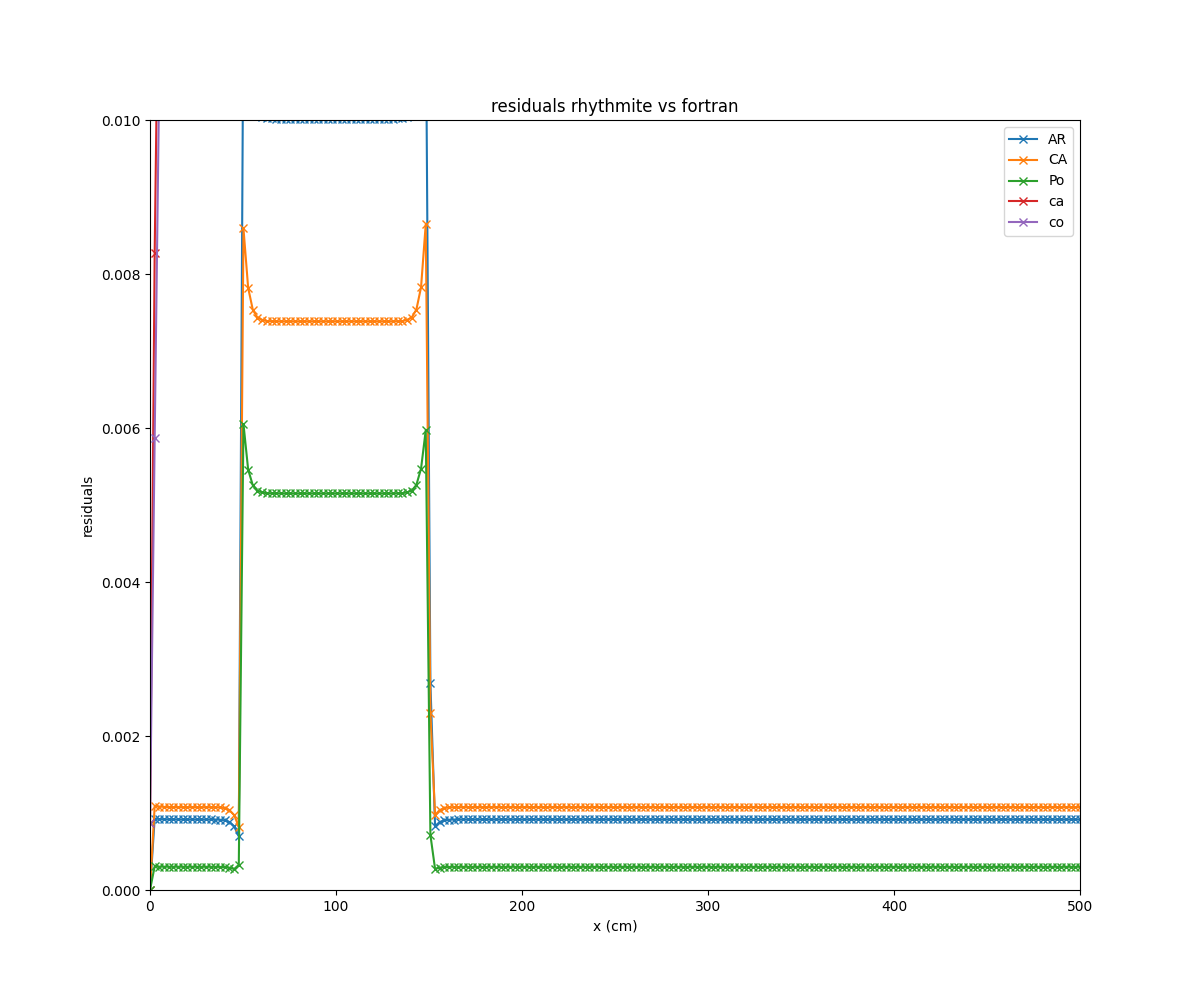 residuals rhythmite vs fortran
0.010
0.008
0.006
0.004
0.002
0.000
residuals
AR
CA
Po
ca
co
0 100 200 300 400 500
x (cm)